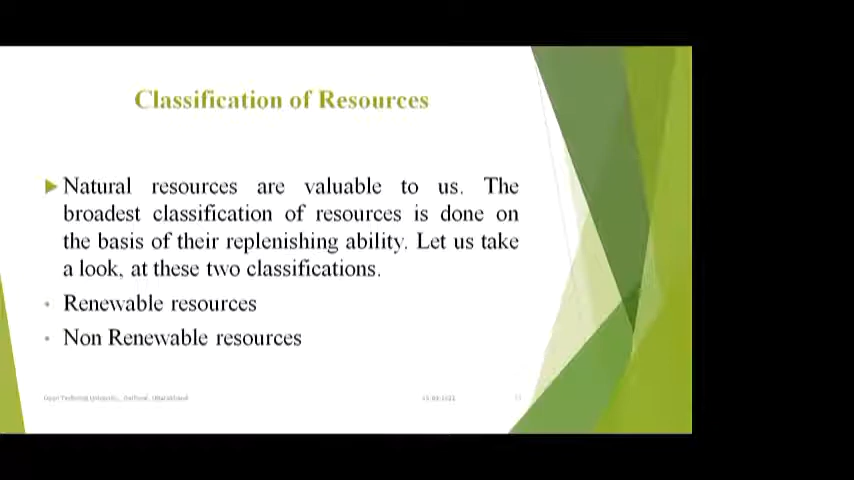 Classification of Resources
Natural resources are valuable to us. The
broadest classification of resources is done on
the basis of their replenishing ability. Let us take
a look, at these two classifications.
Renewable resources
Non Renewable resources